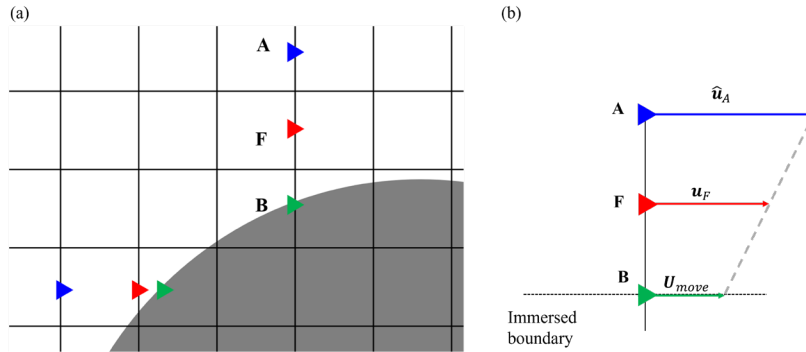 (a)
A
F
B
(b)
A
û_A
F
u_F
B
U_move
Immersed
boundary